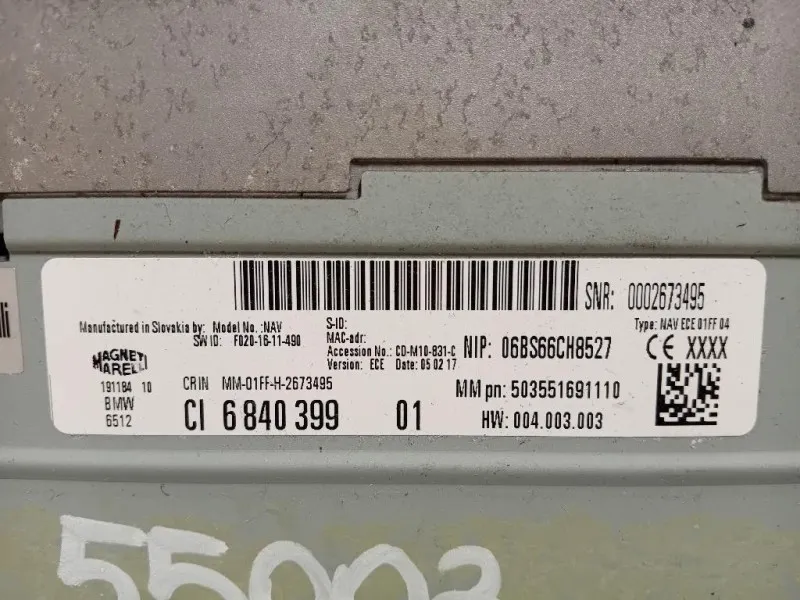 SNR: 0002673495
Manufactured in Slovakia by: Model No.: NAV
SW ID: F020-16-11-490
S-ID:
MAC-adr:
Accession No.: CD-M10-B31-C
Version: ECE Date: 05 02 17
NIP: 06BS66CH8527
Type: NAV ECE 01FF 04
CE XXXX
MAGNETI
MARELLI
191184 10
BMW
6512
CRIN MM-01FF-H-2673495
CI 6 840 399 01
MM pn: 503551691110
HW: 004.003.003
55003